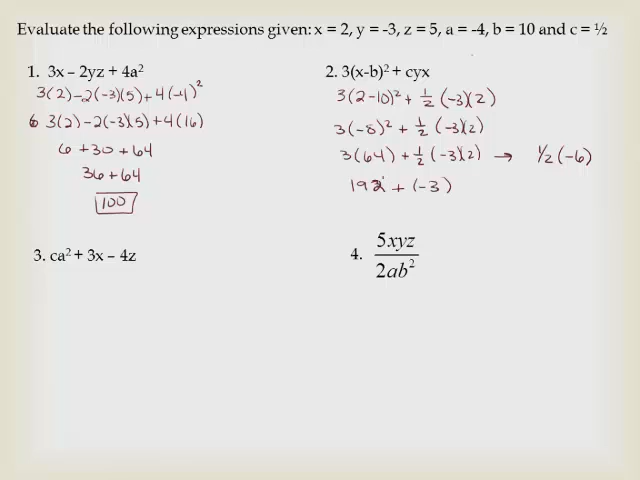 Evaluate the following expressions given: x = 2, y = -3, z = 5, a = -4, b = 10 and c = ½
1. 3x – 2yz + 4a²
3(2) - 2(-3)(5) + 4(-4)²
6 3(2) - 2(-3)(5) + 4(16)
6 + 30 + 64
36 + 64
100
2. 3(x-b)² + cyx
3(2-10)² + 1/2 (-3)(2)
3(-8)² + 1/2 (-3)(2)
3(64) + 1/2 (-3)(2) → 1/2 (-6)
192 + (-3)
3. ca² + 3x – 4z
4. 5xyz
2ab²